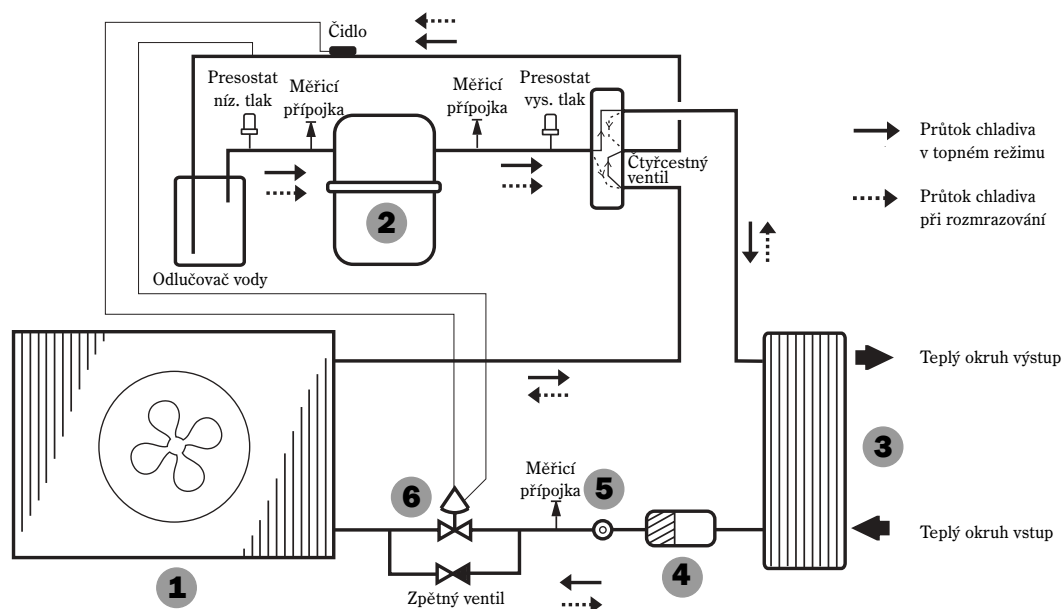 Čidlo
Presostat
níz. tlak
Měřicí
přípojka
Měřicí
přípojka
Presostat
vys. tlak
Čtyřcestný
ventil
Průtok chladiva
v topném režimu
Průtok chladiva
při rozmrazování
2
Odlučovač vody
Teplý okruh výstup
3
Teplý okruh vstup
6
Měřicí
přípojka
5
4
1
Zpětný ventil